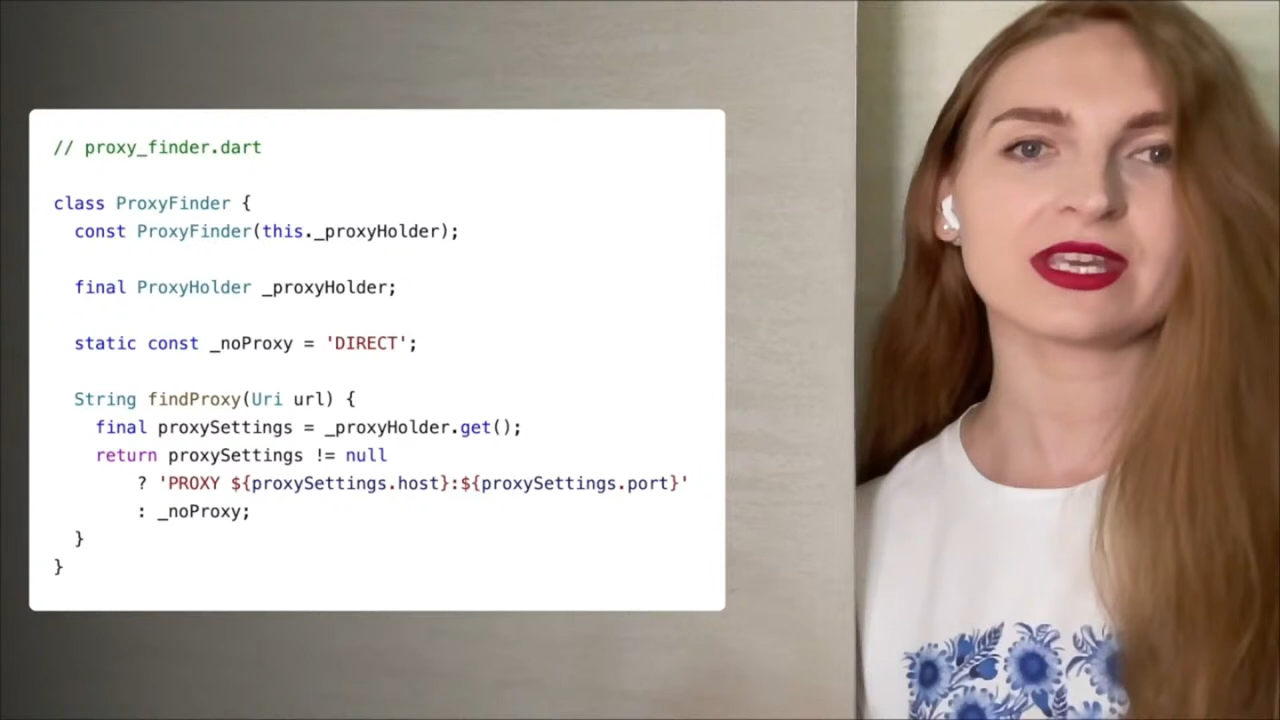 // proxy_finder.dart
class ProxyFinder {
const ProxyFinder(this._proxyHolder);
final ProxyHolder _proxyHolder;
static const _noProxy = 'DIRECT';
String findProxy(Uri url) {
final proxySettings = _proxyHolder.get();
return proxySettings != null
? 'PROXY ${proxySettings.host}:${proxySettings.port}'
: _noProxy;
}
}